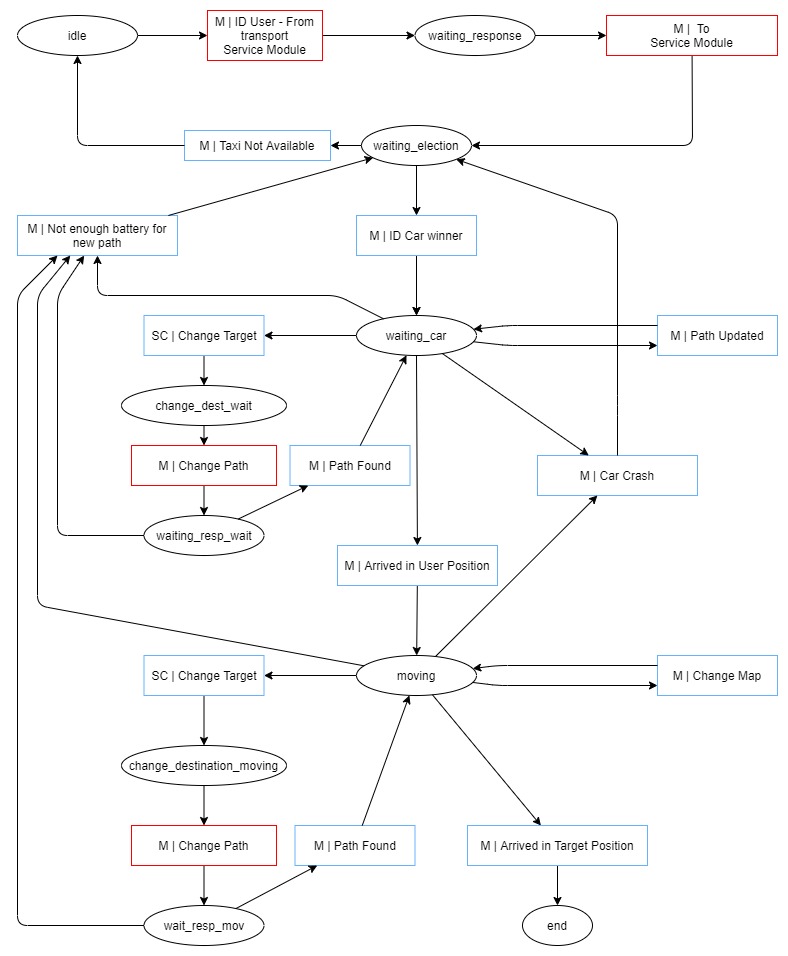 idle
M | ID User - From
transport
Service Module
waiting_response
M |  To
Service Module
M | Taxi Not Available
waiting_election
M | Not enough battery for
new path
M | ID Car winner
SC | Change Target
waiting_car
M | Path Updated
change_dest_wait
M | Change Path
M | Path Found
M | Car Crash
waiting_resp_wait
M | Arrived in User Position
SC | Change Target
moving
M | Change Map
change_destination_moving
M | Change Path
M | Path Found
M | Arrived in Target Position
wait_resp_mov
end